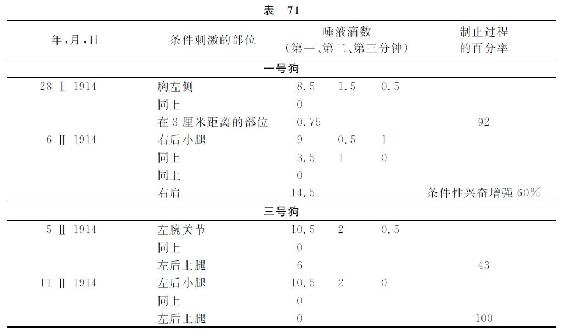 表 71
年,月,日 条件刺激的部位 唾液滴数 (第一、第二、第三分钟) 制止过程 的百分率
一号狗
28 Ⅰ 1914 胸左侧 8.5 1.5 0.5
同上 0
在3厘米距离的部位 0.75 92
6 Ⅱ 1914 右后小腿 9 0.5 1
同上 3.5 1 0
同上 0
右肩 14.5 条件性兴奋增强60%
三号狗
5 Ⅱ 1914 左腕关节 10.5 2 0.5
同上 0
左后上腿 6 43
11 Ⅱ 1914 左后小腿 10.5 2 0
同上 0
左后上腿 0 100